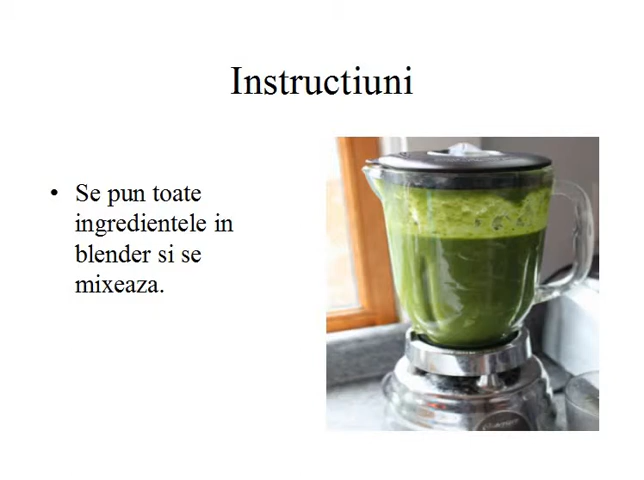 Instructiuni
• Se pun toate
ingredientele in
blender si se
mixeaza.